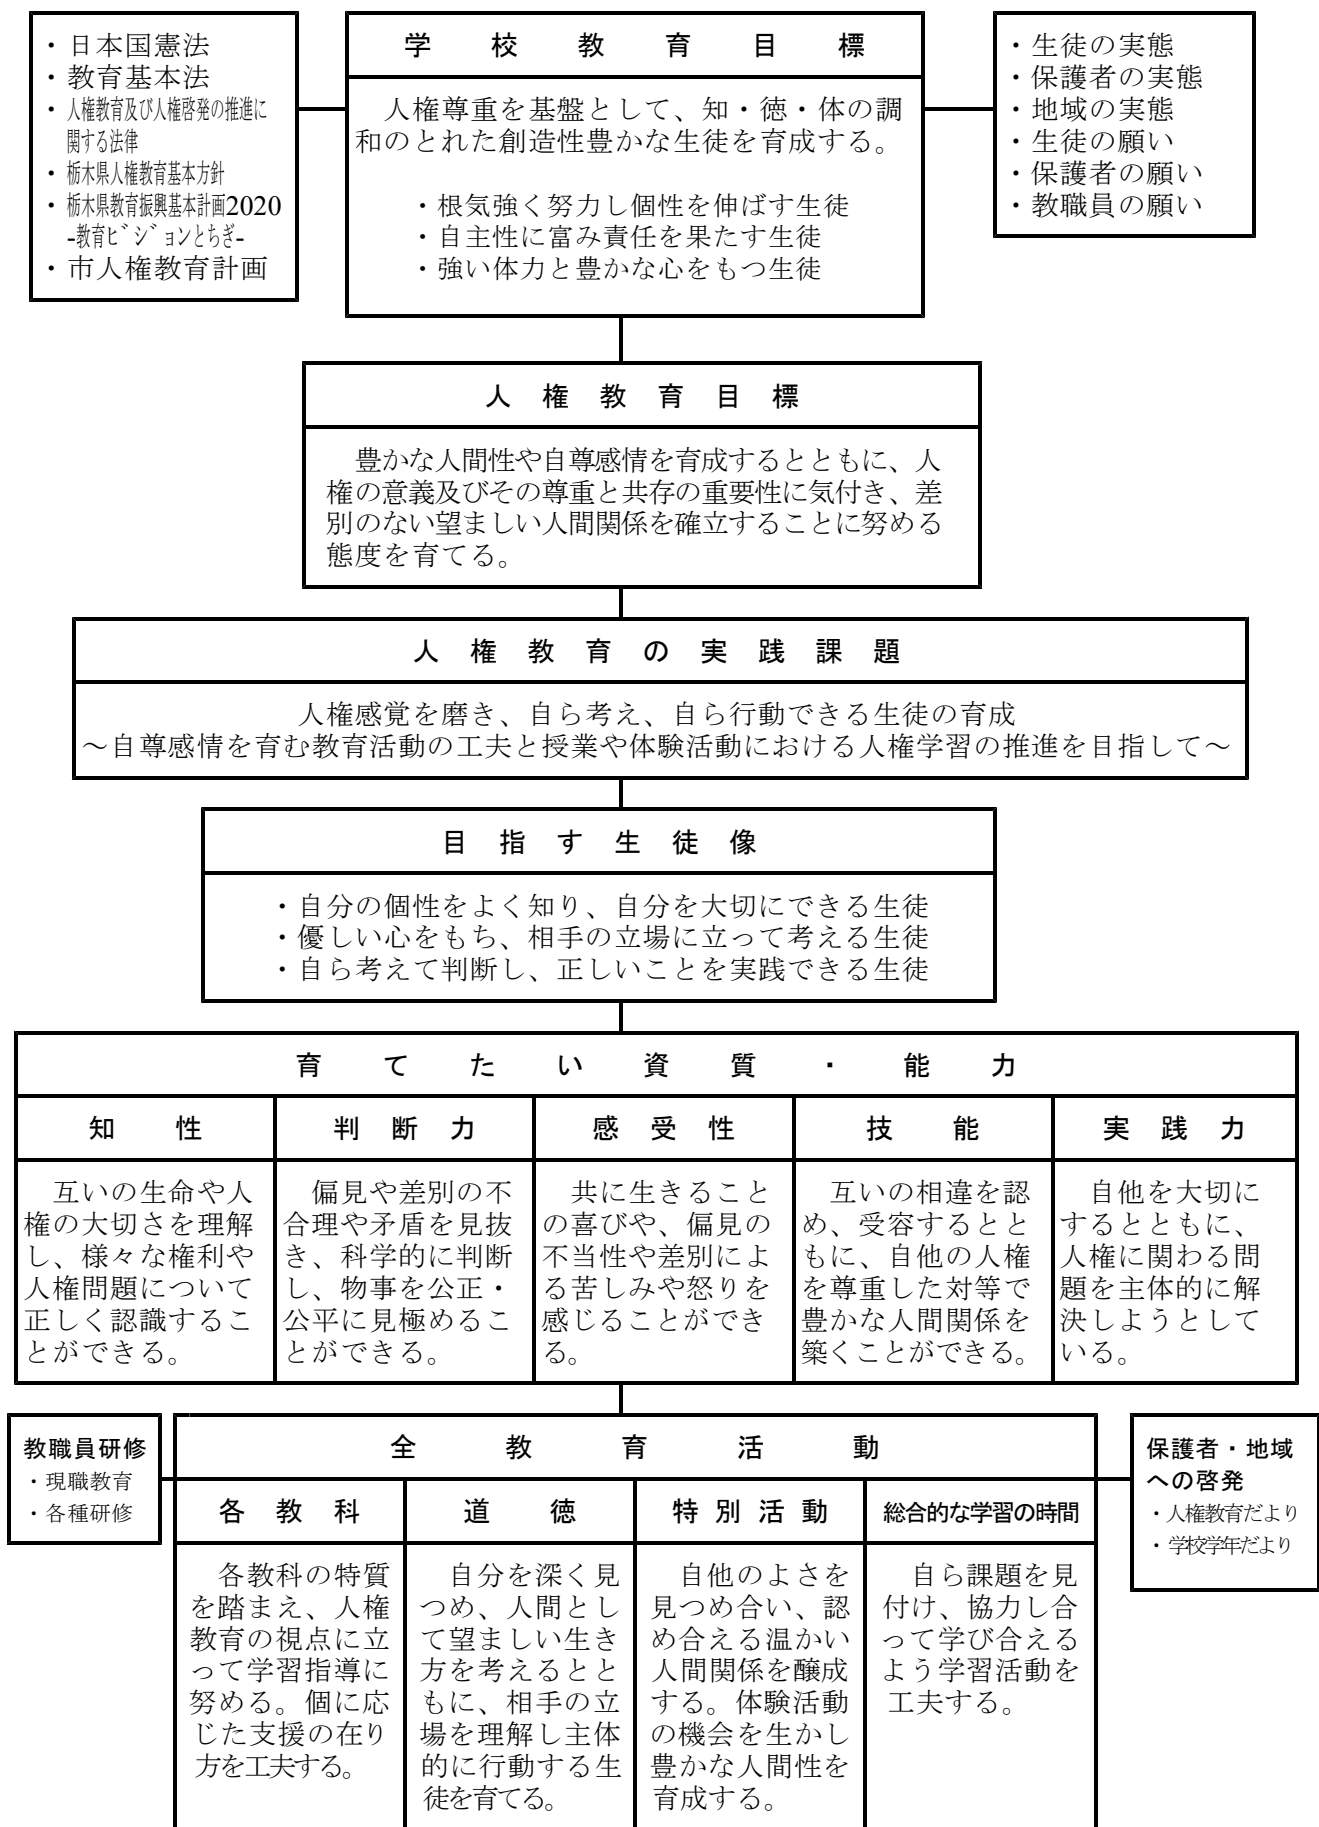 ・日本国憲法
・教育基本法
・人権教育及び人権啓発の推進に
関する法律
・栃木県人権教育基本方針
・栃木県教育振興基本計画2020
-教育ビジョンとちぎ-
・市人権教育計画
学校教育目標
人権尊重を基盤として、知・徳・体の調
和のとれた創造性豊かな生徒を育成する。
・根気強く努力し個性を伸ばす生徒
・自主性に富み責任を果たす生徒
・強い体力と豊かな心をもつ生徒
・生徒の実態
・保護者の実態
・地域の実態
・生徒の願い
・保護者の願い
・教職員の願い
人権教育目標
豊かな人間性や自尊感情を育成するとともに、人
権の意義及びその尊重と共存の重要性に気付き、差
別のない望ましい人間関係を確立することに努める
態度を育てる。
人権教育の実践課題
人権感覚を磨き、自ら考え、自ら行動できる生徒の育成
～自尊感情を育む教育活動の工夫と授業や体験活動における人権学習の推進を目指して～
目指す生徒像
・自分の個性をよく知り、自分を大切にできる生徒
・優しい心をもち、相手の立場に立って考える生徒
・自ら考えて判断し、正しいことを実践できる生徒
育てたい資質・能力
知性
互いの生命や人
権の大切さを理解
し、様々な権利や
人権問題について
正しく認識するこ
とができる。
判断力
偏見や差別の不
合理や矛盾を見抜
き、科学的に判断
し、物事を公正・
公平に見極めるこ
とができる。
感受性
共に生きること
の喜びや、偏見の
不当性や差別によ
る苦しみや怒りを
感じることができ
る。
技能
互いの相違を認
め、受容するとと
もに、自他の人権
を尊重した対等で
豊かな人間関係を
築くことができる。
実践力
自他を大切に
するとともに、
人権に関わる問
題を主体的に解
決しようとして
いる。
教職員研修
・現職教育
・各種研修
全教育活動
各教科
各教科の特質
を踏まえ、人権
教育の視点に立
って学習指導に
努める。個に応
じた支援の在り
方を工夫する。
道徳
自分を深く見
つめ、人間とし
て望ましい生き
方を考えるとと
もに、相手の立
場を理解し主体
的に行動する生
徒を育てる。
特別活動
自他のよさを
見つめ合い、認
め合える温かい
人間関係を醸成
する。体験活動
の機会を生かし
豊かな人間性を
育成する。
総合的な学習の時間
自ら課題を見
付け、協力し合
って学び合える
よう学習活動を
工夫する。
保護者・地域
への啓発
・人権教育だより
・学校学年だより